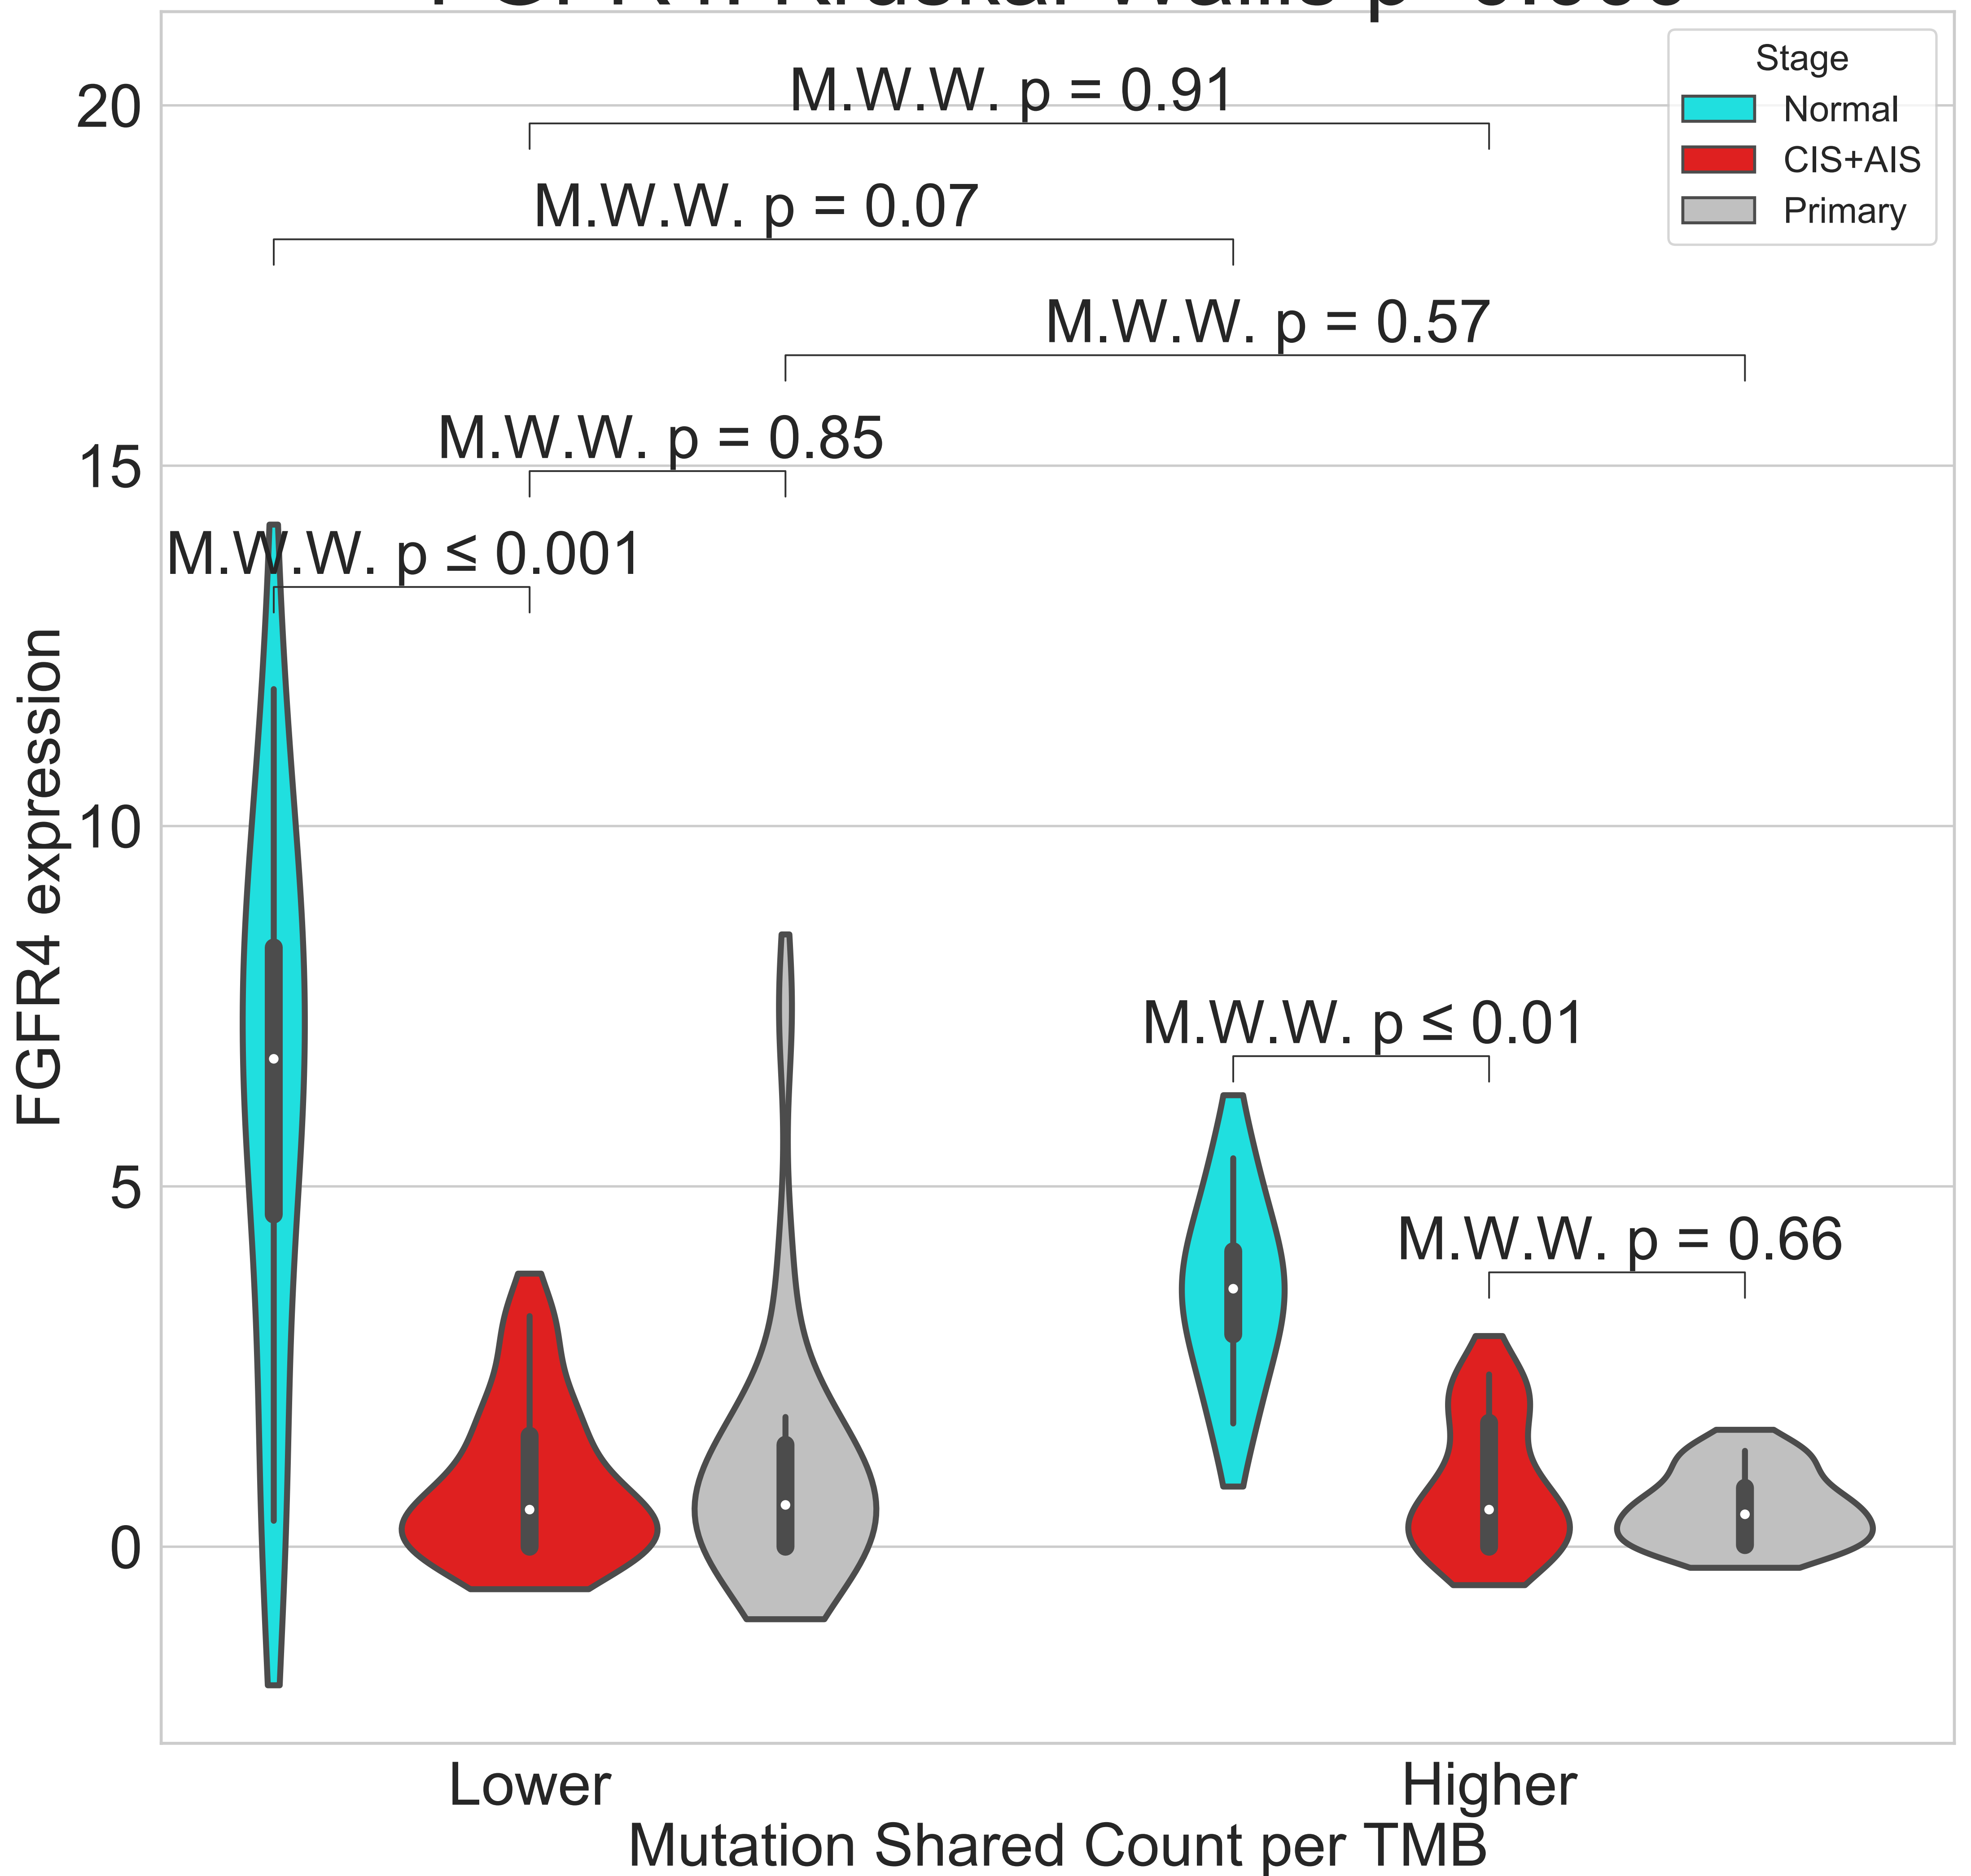 Stage
Normal
CIS+AIS
Primary
20
15
10
5
0
FGFR4 expression
M.W.W. p = 0.91
M.W.W. p = 0.07
M.W.W. p = 0.57
M.W.W. p = 0.85
M.W.W. p ≤ 0.001
M.W.W. p ≤ 0.01
M.W.W. p = 0.66
Lower
Higher
Mutation Shared Count per TMB